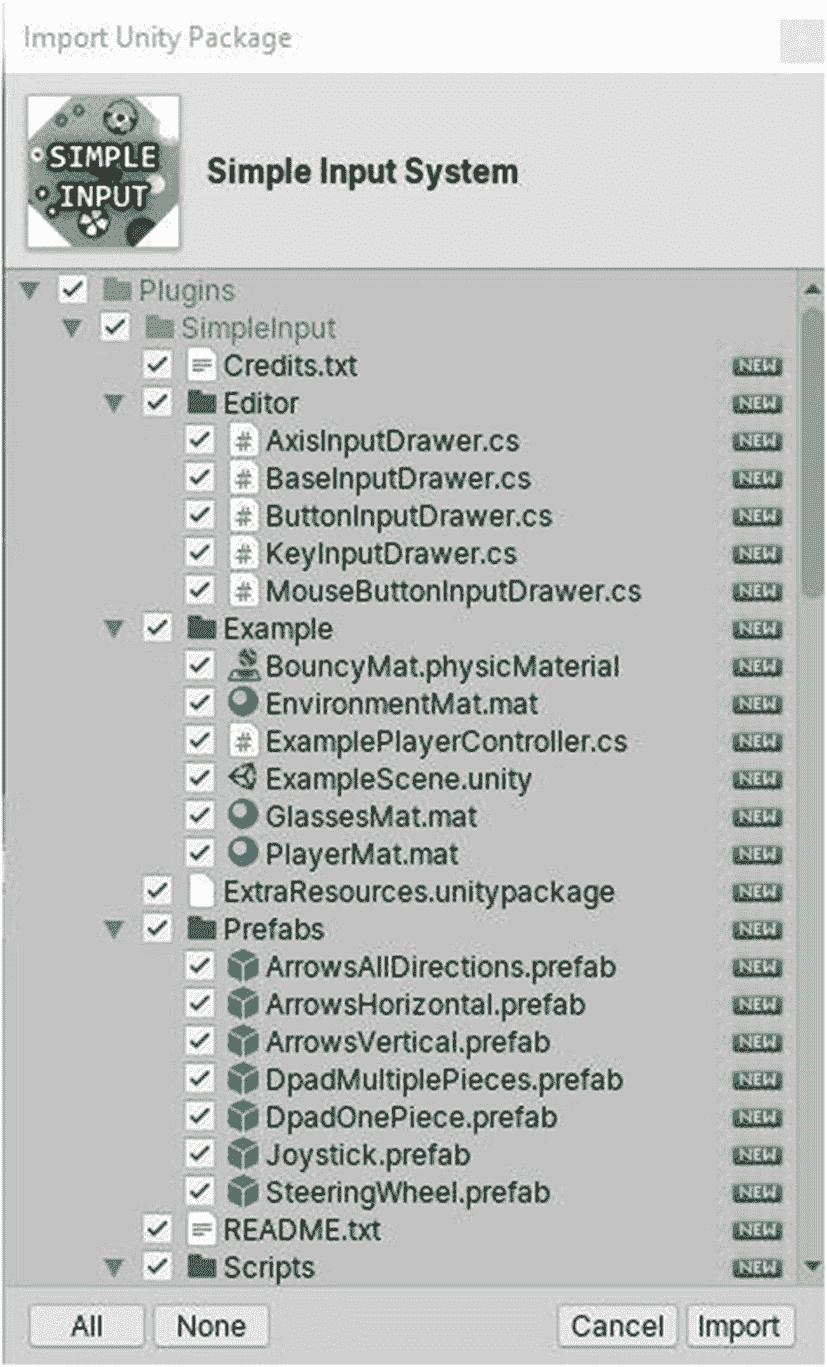 Import Unity Package
SIMPLE
INPUT
Simple Input System
Plugins
SimpleInput
Credits.txt NEW
Editor NEW
AxisInputDrawer.cs NEW
BaseInputDrawer.cs NEW
ButtonInputDrawer.cs NEW
KeyInputDrawer.cs NEW
MouseButtonInputDrawer.cs NEW
Example NEW
BouncyMat.physicMaterial NEW
EnvironmentMat.mat NEW
ExamplePlayerController.cs NEW
ExampleScene.unity NEW
GlassesMat.mat NEW
PlayerMat.mat NEW
ExtraResources.unitypackage NEW
Prefabs NEW
ArrowsAllDirections.prefab NEW
ArrowsHorizontal.prefab NEW
ArrowsVertical.prefab NEW
DpadMultiplePieces.prefab NEW
DpadOnePiece.prefab NEW
Joystick.prefab NEW
SteeringWheel.prefab NEW
README.txt NEW
Scripts NEW
All None Cancel Import